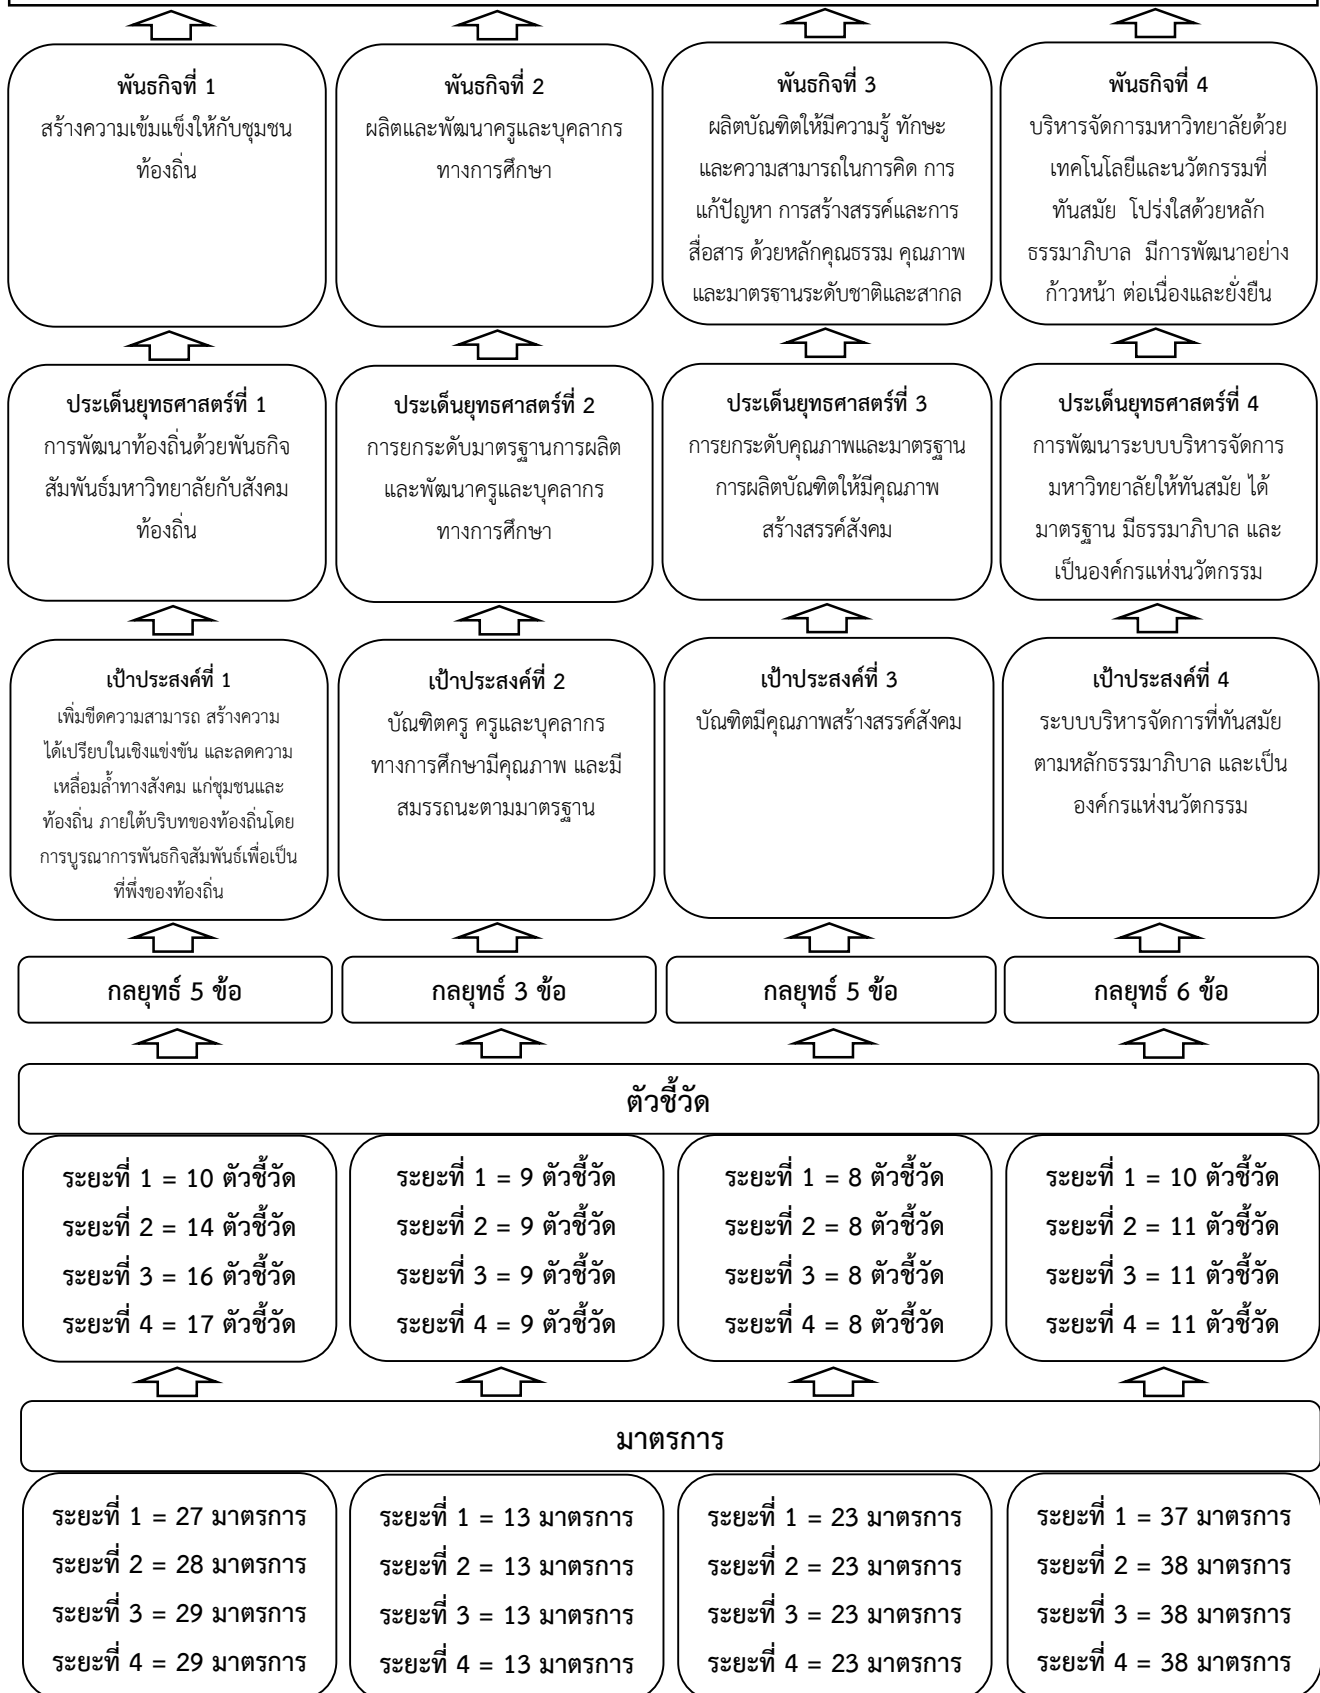 พันธกิจที่ 1
สร้างความเข้มแข็งให้กับชุมชน
ท้องถิ่น
พันธกิจที่ 2
ผลิตและพัฒนาครูและบุคลากร
ทางการศึกษา
พันธกิจที่ 3
ผลิตบัณฑิตให้มีความรู้ ทักษะ
และความสามารถในการคิด การ
แก้ปัญหา การสร้างสรรค์และการ
สื่อสาร ด้วยหลักคุณธรรม คุณภาพ
และมาตรฐานระดับชาติและสากล
พันธกิจที่ 4
บริหารจัดการมหาวิทยาลัยด้วย
เทคโนโลยีและนวัตกรรมที่
ทันสมัย โปร่งใสด้วยหลัก
ธรรมาภิบาล มีการพัฒนาอย่าง
ก้าวหน้า ต่อเนื่องและยั่งยืน
ประเด็นยุทธศาสตร์ที่ 1
การพัฒนาท้องถิ่นด้วยพันธกิจ
สัมพันธ์มหาวิทยาลัยกับสังคม
ท้องถิ่น
ประเด็นยุทธศาสตร์ที่ 2
การยกระดับมาตรฐานการผลิต
และพัฒนาครูและบุคลากร
ทางการศึกษา
ประเด็นยุทธศาสตร์ที่ 3
การยกระดับคุณภาพและมาตรฐาน
การผลิตบัณฑิตให้มีคุณภาพ
สร้างสรรค์สังคม
ประเด็นยุทธศาสตร์ที่ 4
การพัฒนาระบบบริหารจัดการ
มหาวิทยาลัยให้ทันสมัย ได้
มาตรฐาน มีธรรมาภิบาล และ
เป็นองค์กรแห่งนวัตกรรม
เป้าประสงค์ที่ 1
เพิ่มขีดความสามารถ สร้างความ
ได้เปรียบในเชิงแข่งขัน และลดความ
เหลื่อมล้ำทางสังคม แก่ชุมชนและ
ท้องถิ่น ภายใต้บริบทของท้องถิ่นโดย
การบูรณาการพันธกิจสัมพันธ์เพื่อเป็น
ที่พึ่งของท้องถิ่น
เป้าประสงค์ที่ 2
บัณฑิตครู ครูและบุคลากร
ทางการศึกษามีคุณภาพ และมี
สมรรถนะตามมาตรฐาน
เป้าประสงค์ที่ 3
บัณฑิตมีคุณภาพสร้างสรรค์สังคม
เป้าประสงค์ที่ 4
ระบบบริหารจัดการที่ทันสมัย
ตามหลักธรรมาภิบาล และเป็น
องค์กรแห่งนวัตกรรม
กลยุทธ์ 5 ข้อ
กลยุทธ์ 3 ข้อ
กลยุทธ์ 5 ข้อ
กลยุทธ์ 6 ข้อ
ตัวชี้วัด
ระยะที่ 1 = 10 ตัวชี้วัด
ระยะที่ 2 = 14 ตัวชี้วัด
ระยะที่ 3 = 16 ตัวชี้วัด
ระยะที่ 4 = 17 ตัวชี้วัด
ระยะที่ 1 = 9 ตัวชี้วัด
ระยะที่ 2 = 9 ตัวชี้วัด
ระยะที่ 3 = 9 ตัวชี้วัด
ระยะที่ 4 = 9 ตัวชี้วัด
ระยะที่ 1 = 8 ตัวชี้วัด
ระยะที่ 2 = 8 ตัวชี้วัด
ระยะที่ 3 = 8 ตัวชี้วัด
ระยะที่ 4 = 8 ตัวชี้วัด
ระยะที่ 1 = 10 ตัวชี้วัด
ระยะที่ 2 = 11 ตัวชี้วัด
ระยะที่ 3 = 11 ตัวชี้วัด
ระยะที่ 4 = 11 ตัวชี้วัด
มาตรการ
ระยะที่ 1 = 27 มาตรการ
ระยะที่ 2 = 28 มาตรการ
ระยะที่ 3 = 29 มาตรการ
ระยะที่ 4 = 29 มาตรการ
ระยะที่ 1 = 13 มาตรการ
ระยะที่ 2 = 13 มาตรการ
ระยะที่ 3 = 13 มาตรการ
ระยะที่ 4 = 13 มาตรการ
ระยะที่ 1 = 23 มาตรการ
ระยะที่ 2 = 23 มาตรการ
ระยะที่ 3 = 23 มาตรการ
ระยะที่ 4 = 23 มาตรการ
ระยะที่ 1 = 37 มาตรการ
ระยะที่ 2 = 38 มาตรการ
ระยะที่ 3 = 38 มาตรการ
ระยะที่ 4 = 38 มาตรการ